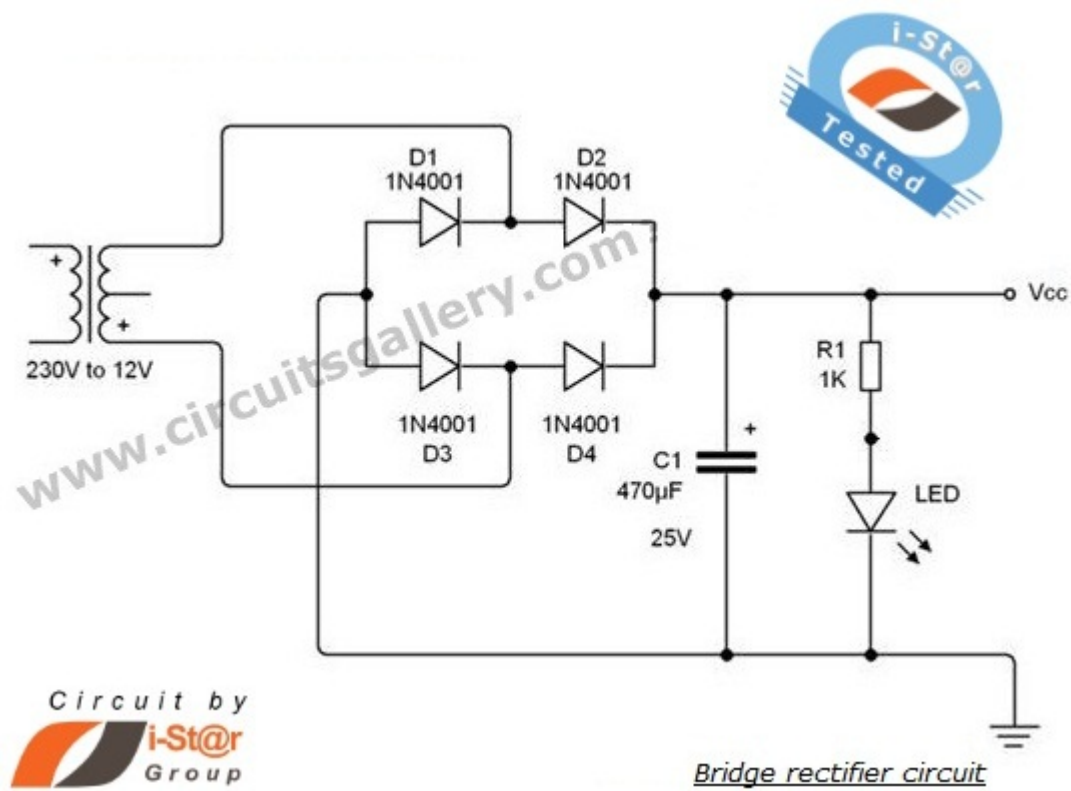 i-St@r
Tested
D1
1N4001
D2
1N4001
www.circuitsgallery.com
+
+
230V to 12V
Vcc
R1
1K
1N4001
D3
1N4001
D4
+
C1
470µF
25V
LED
Circuit by
i-St@r
Group
Bridge rectifier circuit